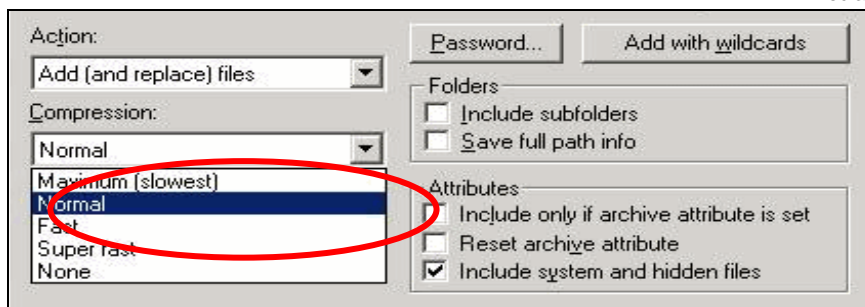 Action:
Add (and replace) files
Compression:
Normal
Maximum (slowest)
Normal
Fast
Super fast
None
Password...
Add with wildcards
Folders
Include subfolders
Save full path info
Attributes
Include only if archive attribute is set
Reset archive attribute
Include system and hidden files